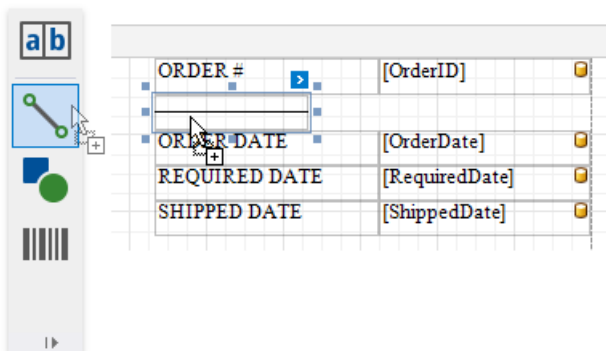 ab
ORDER # [OrderID]
ORDER DATE [OrderDate]
REQUIRED DATE [RequiredDate]
SHIPPED DATE [ShippedDate]